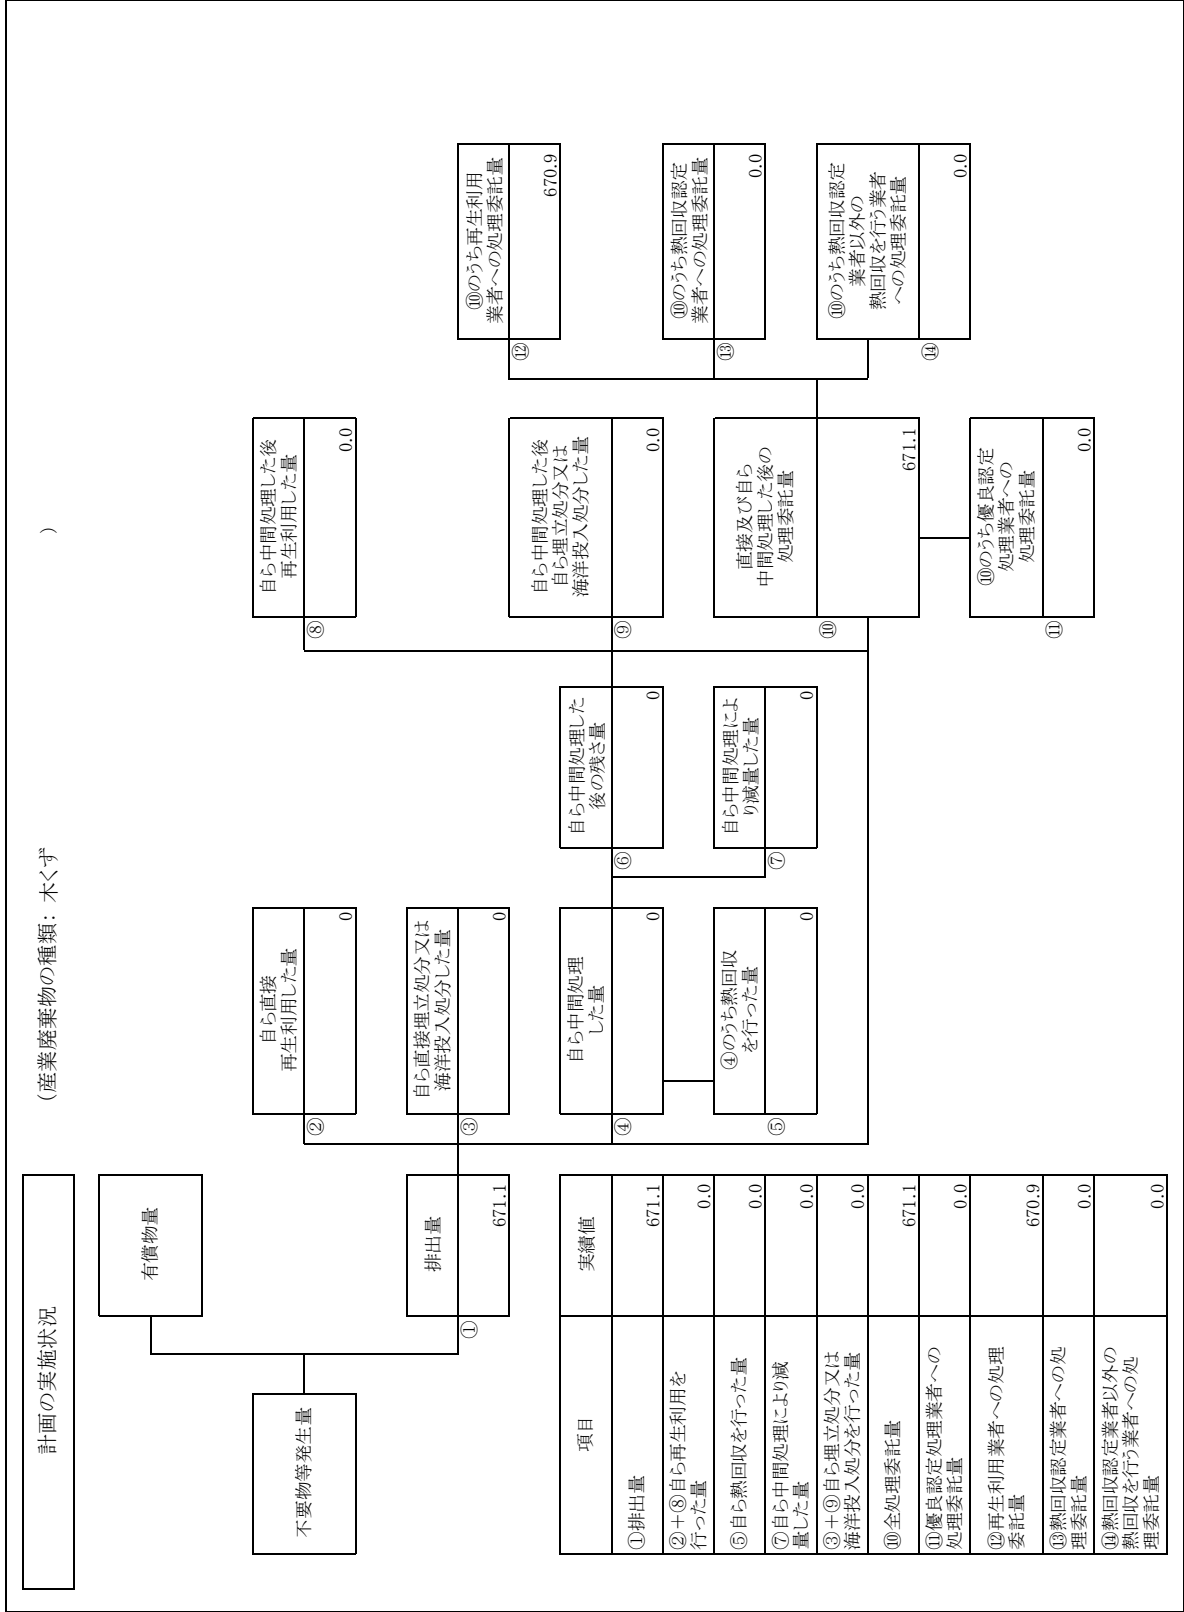 計画の実施状況
(産業廃棄物の種類： 木くず )
不要物等発生量
有償物量
①
排出量
671.1
②
自ら直接
再生利用した量
0
③
自ら直接埋立処分又は
海洋投入処分した量
0
④
自ら中間処理
した量
0
⑤
④のうち熱回収
を行った量
0
⑥
自ら中間処理した
後の残さ量
0
⑦
自ら中間処理によ
り減量した量
0
⑧
自ら中間処理した後
再生利用した量
0.0
⑨
自ら中間処理した後
自ら埋立処分又は
海洋投入処分した量
0.0
⑩
直接及び自ら
中間処理した後の
処理委託量
671.1
⑪
⑩のうち優良認定
処理業者への
処理委託量
0.0
⑫
⑩のうち再生利用
業者への処理委託量
670.9
⑬
⑩のうち熱回収認定
業者への処理委託量
0.0
⑭
⑩のうち熱回収認定
業者以外の
熱回収を行う業者
への処理委託量
0.0
項目 実績値
①排出量 671.1
②＋⑧自ら再生利用を
行った量 0.0
⑤自ら熱回収を行った量 0.0
⑦自ら中間処理により減
量した量 0.0
③＋⑨自ら埋立処分又は
海洋投入処分を行った量 0.0
⑩全処理委託量 671.1
⑪優良認定処理業者への
処理委託量 0.0
⑫再生利用業者への処理
委託量 670.9
⑬熱回収認定業者への処
理委託量 0.0
⑭熱回収認定業者以外の
熱回収を行う業者への処
理委託量 0.0